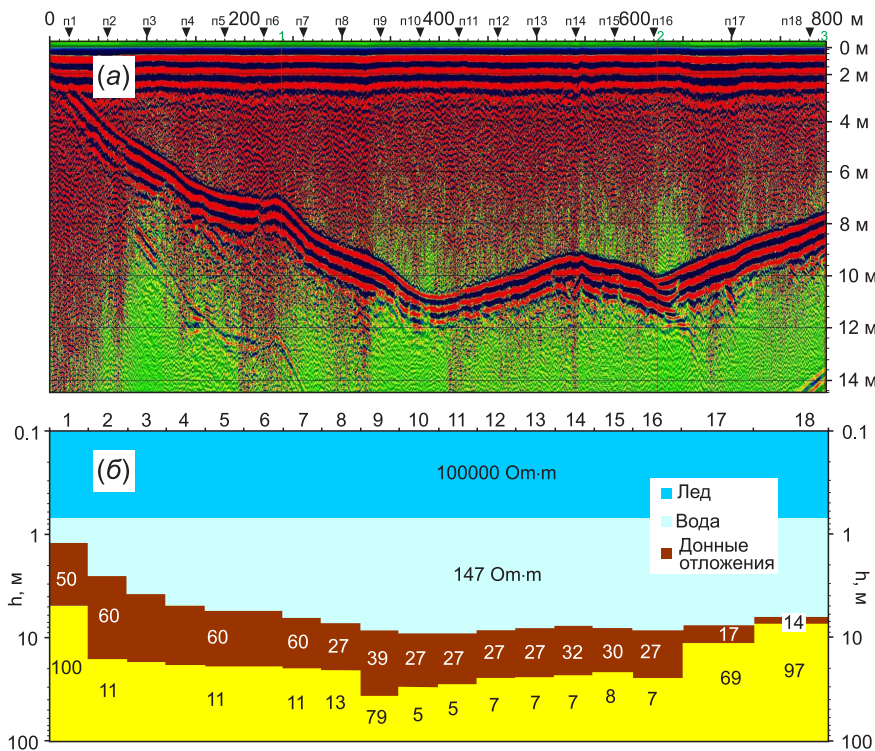 0 200 400 600 800 м
п1 п2 п3 п4 п5 п6 п7 п8 п9 п10 п11 п12 п13 п14 п15 п16 п17 п18
1 2 3
(а)
0 м
2 м
4 м
6 м
8 м
10 м
12 м
14 м
1 2 3 4 5 6 7 8 9 10 11 12 13 14 15 16 17 18
0.1 0.1
(б)
100000 Om·m
Лед
Вода
Донные
отложения
1 1
147 Om·m
h, м h, м
50
60 60 60 27 39 27 27 27 27 32 30 27 17 14
10 10
100 11 11 11 13 79 5 5 7 7 7 8 7 69 97
100 100